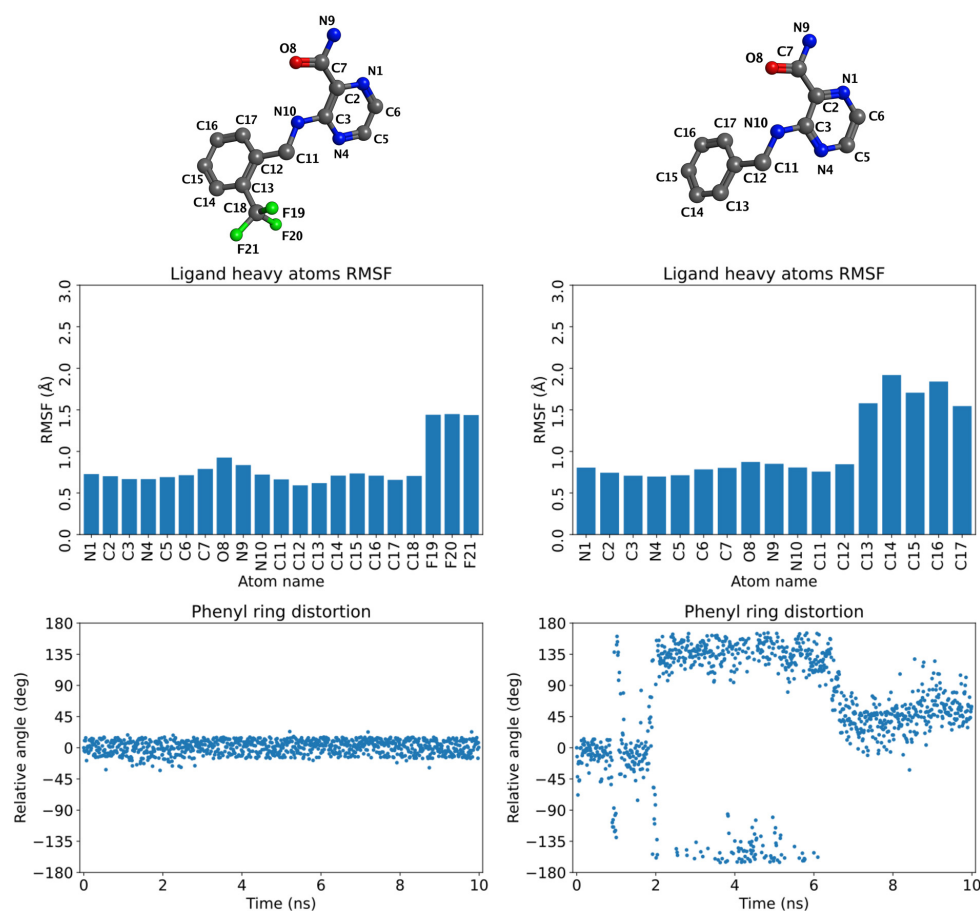 N9
O8
C7
N1
C2
C6
N10
C3
C5
C17
C16
N4
C11
C12
C15
C13
C14
C18
F19
F20
F21
N9
C7
O8
N1
C2
C6
N10
C3
C17
C16
C5
N4
C11
C15
C12
C13
C14
Ligand heavy atoms RMSF
RMSF (Å)
3.0
2.5
2.0
1.5
1.0
0.5
0.0
N1 C2 C3 N4 C5 C6 C7 O8 N9 N10 C11 C12 C13 C14 C15 C16 C17 C18 F19 F20 F21
Atom name
Ligand heavy atoms RMSF
RMSF (Å)
3.0
2.5
2.0
1.5
1.0
0.5
0.0
N1 C2 C3 N4 C5 C6 C7 O8 N9 N10 C11 C12 C13 C14 C15 C16 C17
Atom name
Phenyl ring distortion
Relative angle (deg)
180
135
90
45
0
−45
−90
−135
−180
0 2 4 6 8 10
Time (ns)
Phenyl ring distortion
Relative angle (deg)
180
135
90
45
0
−45
−90
−135
−180
0 2 4 6 8 10
Time (ns)